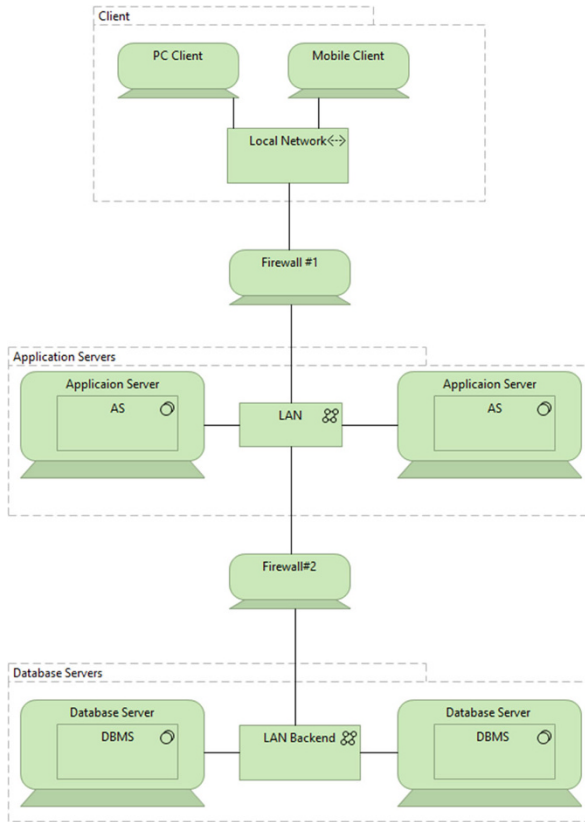 Client
PC Client
Mobile Client
Local Network
Firewall #1
Application Servers
Applicaion Server
AS
LAN
Applicaion Server
AS
Firewall#2
Database Servers
Database Server
DBMS
LAN Backend
Database Server
DBMS